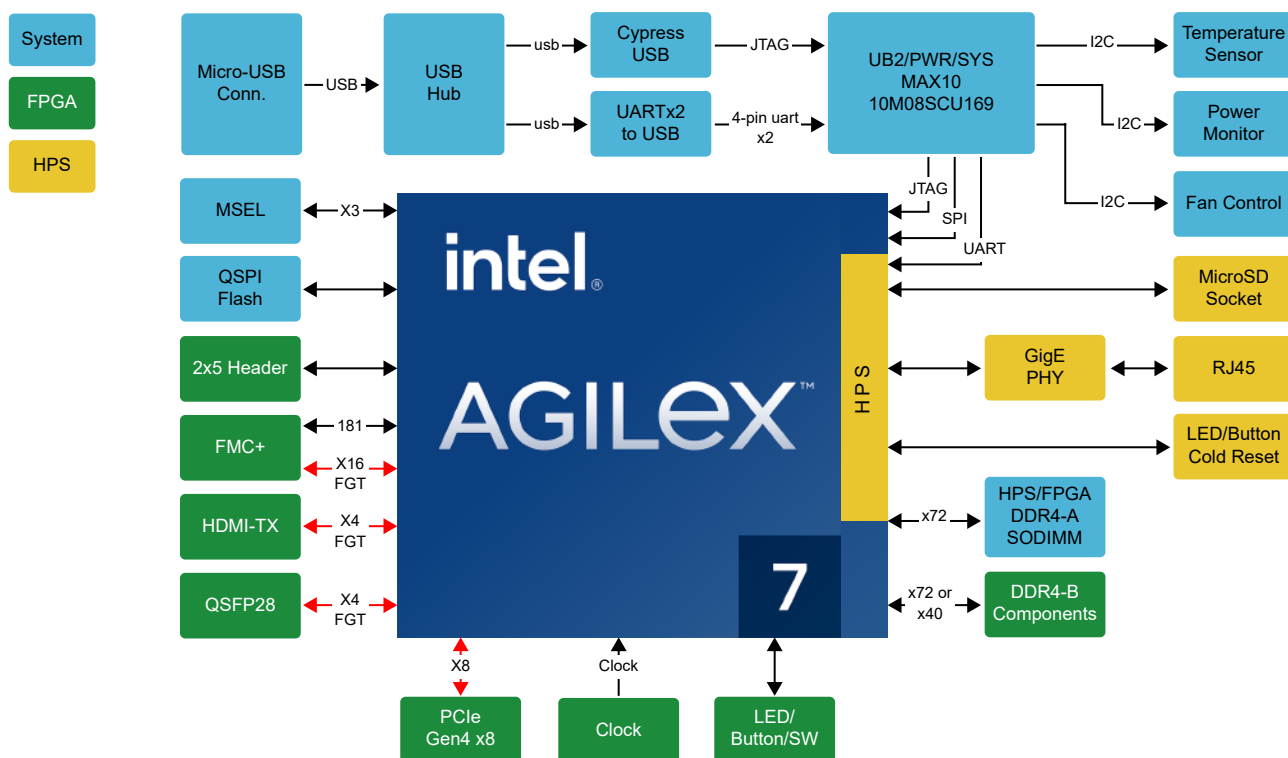 System
FPGA
HPS
Micro-USB
Conn.
USB
USB
Hub
usb
usb
Cypress
USB
UARTx2
to USB
JTAG
4-pin uart
x2
UB2/PWR/SYS
MAX10
10M08SCU169
I2C
I2C
I2C
Temperature
Sensor
Power
Monitor
Fan Control
JTAG
SPI
UART
MSEL
X3
QSPI
Flash
2x5 Header
FMC+
181
X16
FGT
HDMI-TX
X4
FGT
QSFP28
X4
FGT
intel®
AGILEX™
7
HPS
MicroSD
Socket
GigE
PHY
RJ45
LED/Button
Cold Reset
x72
HPS/FPGA
DDR4-A
SODIMM
x72 or
x40
DDR4-B
Components
X8
Clock
PCIe
Gen4 x8
Clock
LED/
Button/SW